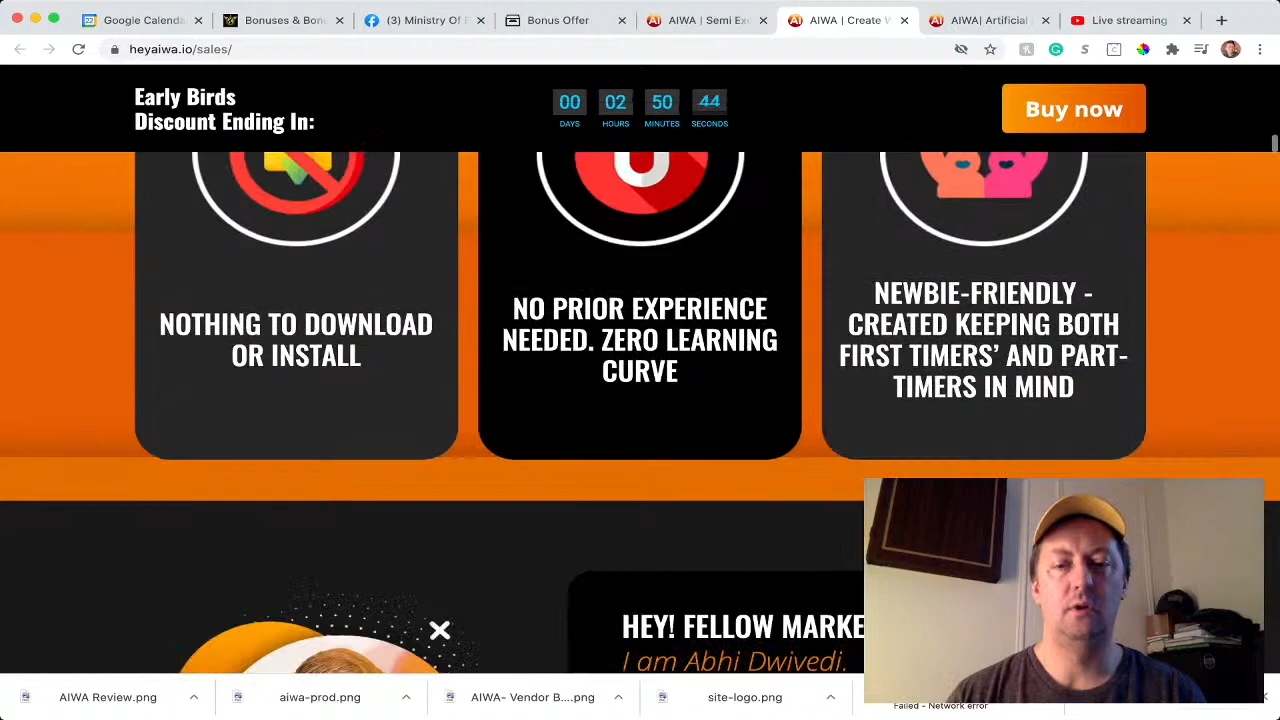 Google Calenda
Bonuses & Bonu
(3) Ministry Of F
Bonus Offer
AIWA | Semi Exc
AIWA | Create V
AIWA| Artificial
Live streaming
heyaiwa.io/sales/
Early Birds
Discount Ending In:
00 02 50 44
DAYS HOURS MINUTES SECONDS
Buy now
NOTHING TO DOWNLOAD
OR INSTALL
NO PRIOR EXPERIENCE
NEEDED. ZERO LEARNING
CURVE
NEWBIE-FRIENDLY -
CREATED KEEPING BOTH
FIRST TIMERS’ AND PART-
TIMERS IN MIND
HEY! FELLOW MARKE
I am Abhi Dwivedi.
AIWA Review.png
aiwa-prod.png
AIWA- Vendor B....png
site-logo.png
Failed - Network error